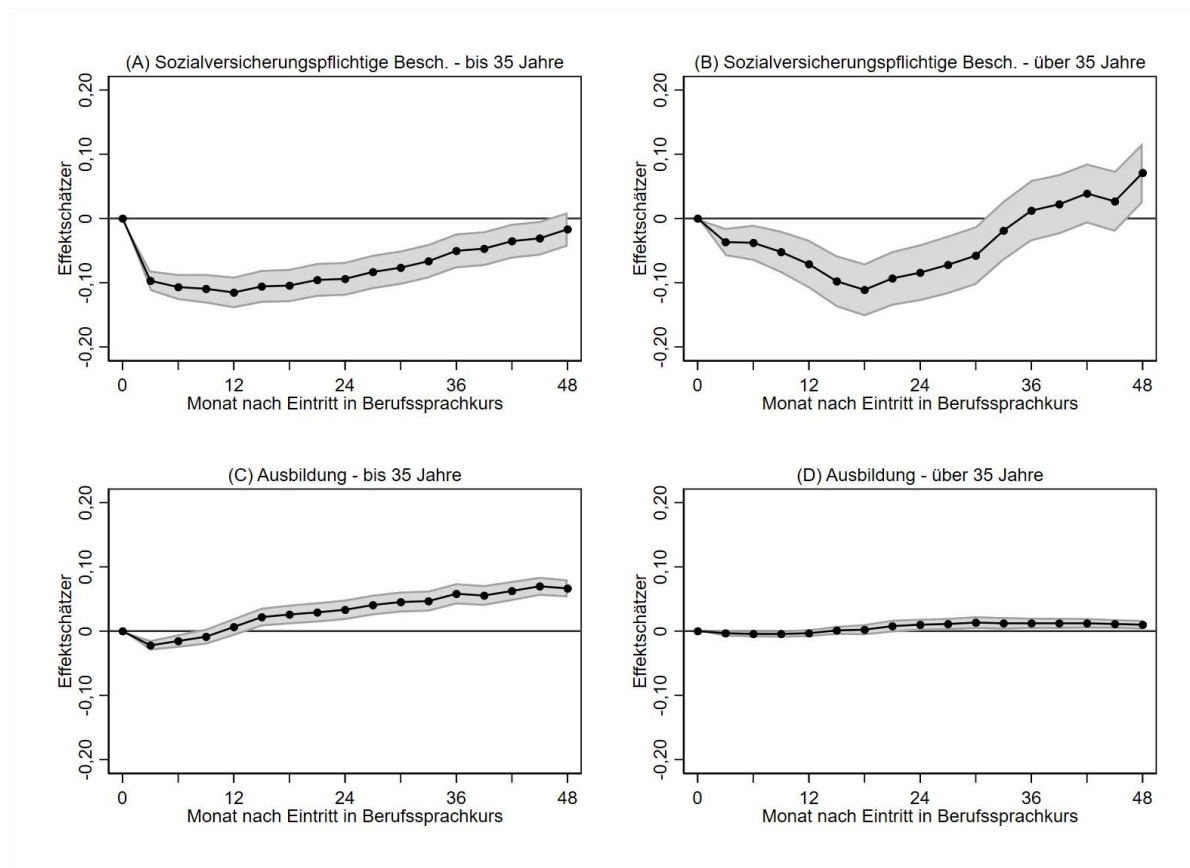 (A) Sozialversicherungspflichtige Besch. - bis 35 Jahre
Effektschätzer
0,20
0,10
0
-0,10
-0,20
0 12 24 36 48
Monat nach Eintritt in Berufssprachkurs
(B) Sozialversicherungspflichtige Besch. - über 35 Jahre
Effektschätzer
0,20
0,10
0
-0,10
-0,20
0 12 24 36 48
Monat nach Eintritt in Berufssprachkurs
(C) Ausbildung - bis 35 Jahre
Effektschätzer
0,20
0,10
0
-0,10
-0,20
0 12 24 36 48
Monat nach Eintritt in Berufssprachkurs
(D) Ausbildung - über 35 Jahre
Effektschätzer
0,20
0,10
0
-0,10
-0,20
0 12 24 36 48
Monat nach Eintritt in Berufssprachkurs